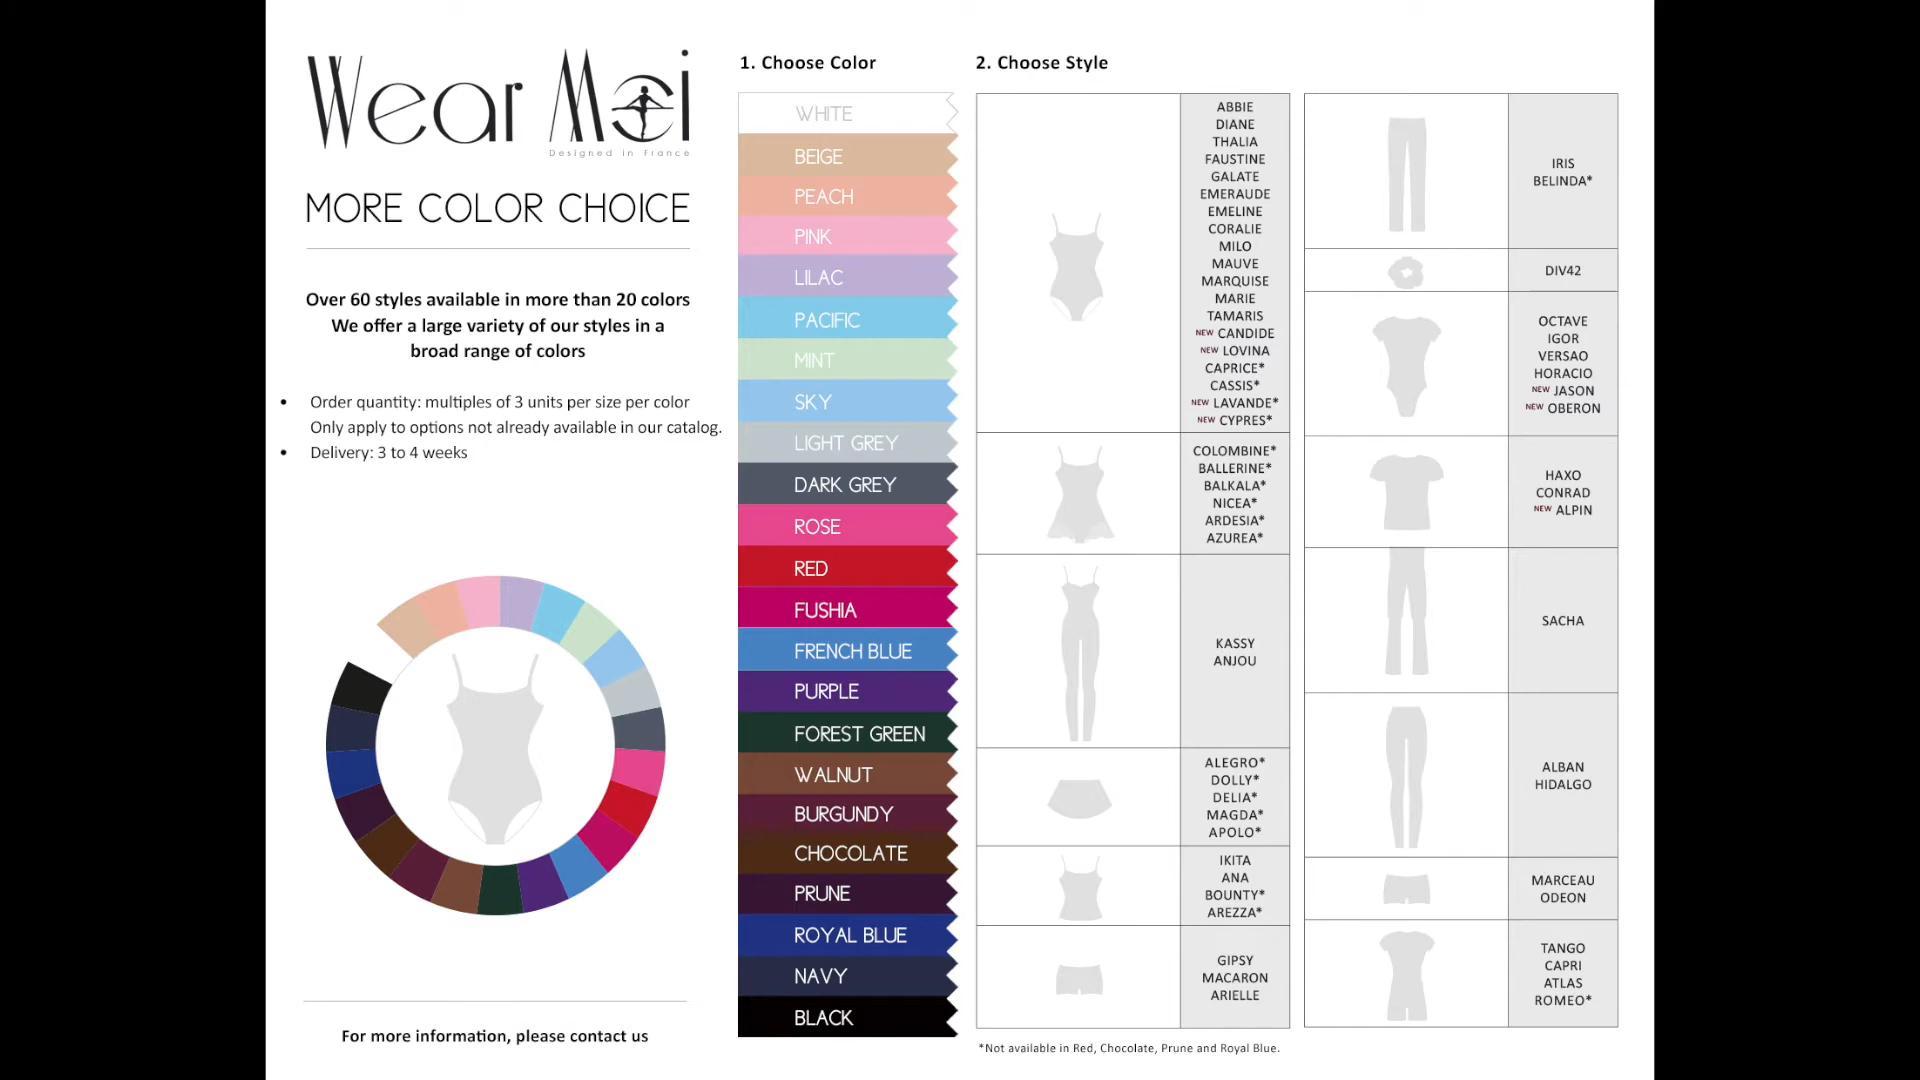 Wear Moi
Designed in France
MORE COLOR CHOICE
Over 60 styles available in more than 20 colors
We offer a large variety of our styles in a
broad range of colors
• Order quantity: multiples of 3 units per size per color
Only apply to options not already available in our catalog.
• Delivery: 3 to 4 weeks
For more information, please contact us
1. Choose Color
WHITE
BEIGE
PEACH
PINK
LILAC
PACIFIC
MINT
SKY
LIGHT GREY
DARK GREY
ROSE
RED
FUSHIA
FRENCH BLUE
PURPLE
FOREST GREEN
WALNUT
BURGUNDY
CHOCOLATE
PRUNE
ROYAL BLUE
NAVY
BLACK
2. Choose Style
ABBIE
DIANE
THALIA
FAUSTINE
GALATE
EMERAUDE
EMELINE
CORALIE
MILO
MAUVE
MARQUISE
MARIE
TAMARIS
NEW CANDIDE
NEW LOVINA
CAPRICE*
CASSIS*
NEW LAVANDE*
NEW CYPRES*
COLOMBINE*
BALLERINE*
BALKALA*
NICEA*
ARDESIA*
AZUREA*
KASSY
ANJOU
ALEGRO*
DOLLY*
DELIA*
MAGDA*
APOLO*
IKITA
ANA
BOUNTY*
AREZZA*
GIPSY
MACARON
ARIELLE
IRIS
BELINDA*
DIV42
OCTAVE
IGOR
VERSAO
HORACIO
NEW JASON
NEW OBERON
HAXO
CONRAD
NEW ALPIN
SACHA
ALBAN
HIDALGO
MARCEAU
ODEON
TANGO
CAPRI
ATLAS
ROMEO*
*Not available in Red, Chocolate, Prune and Royal Blue.